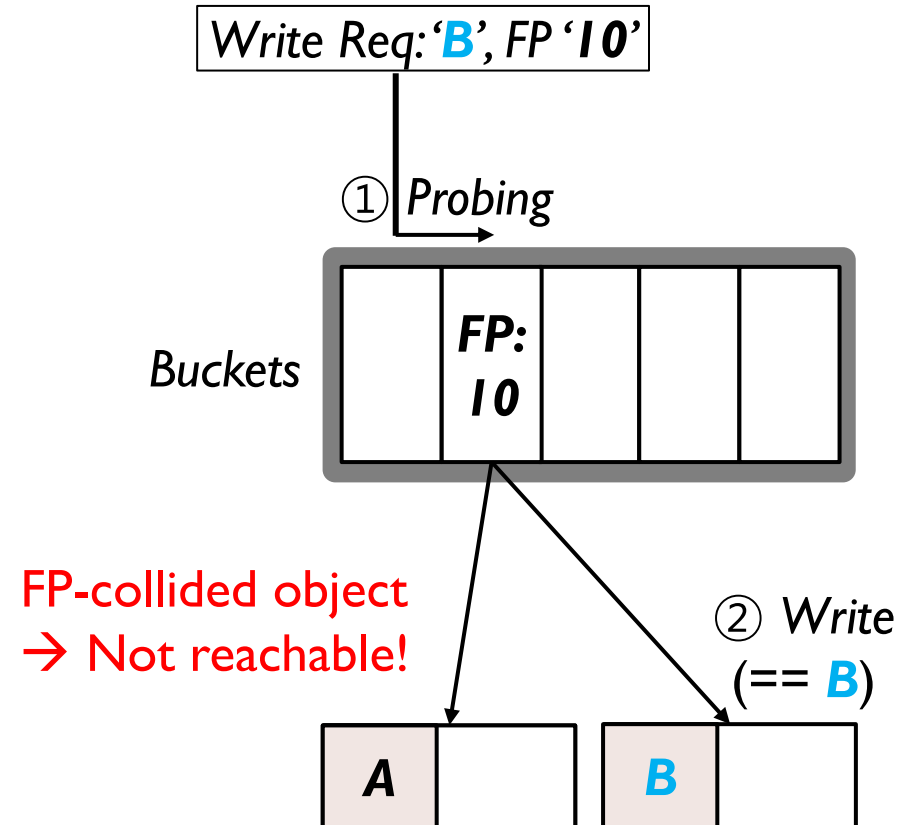 Write Req: ‘B’, FP ‘10’
① Probing
Buckets
FP:
10
FP-collided object
→ Not reachable!
② Write
(== B)
A
B